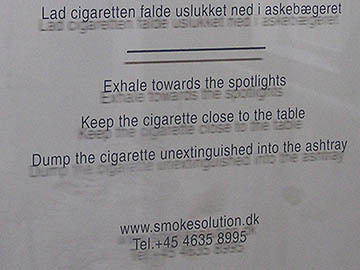 Lad cigaretten falde uslukket ned i askebægeret
Exhale towards the spotlights
Keep the cigarette close to the table
Dump the cigarette unextinguished into the ashtray
www.smokesolution.dk
Tel.+45 4635 8995